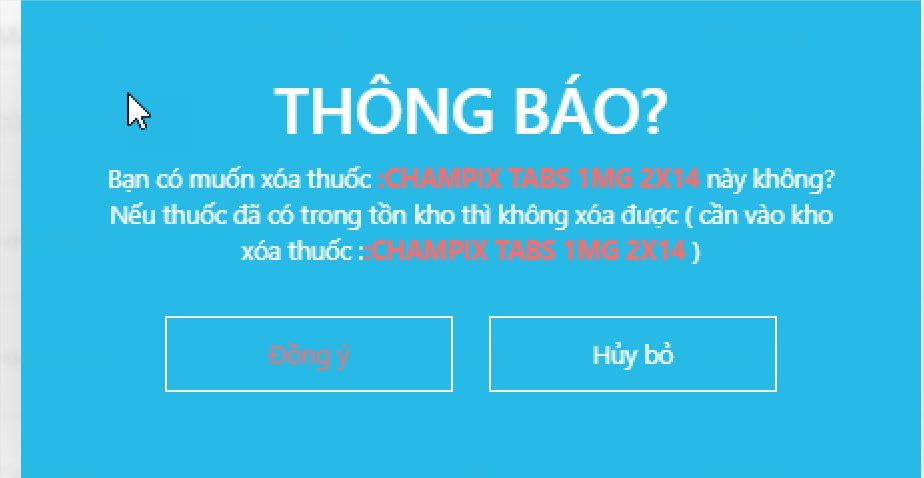 THÔNG BÁO?
Bạn có muốn xóa thuốc :CHAMPIX TABS 1MG 2X14 này không?
Nếu thuốc đã có trong tồn kho thì không xóa được ( cần vào kho
xóa thuốc ::CHAMPIX TABS 1MG 2X14 )
Đồng ý
Hủy bỏ